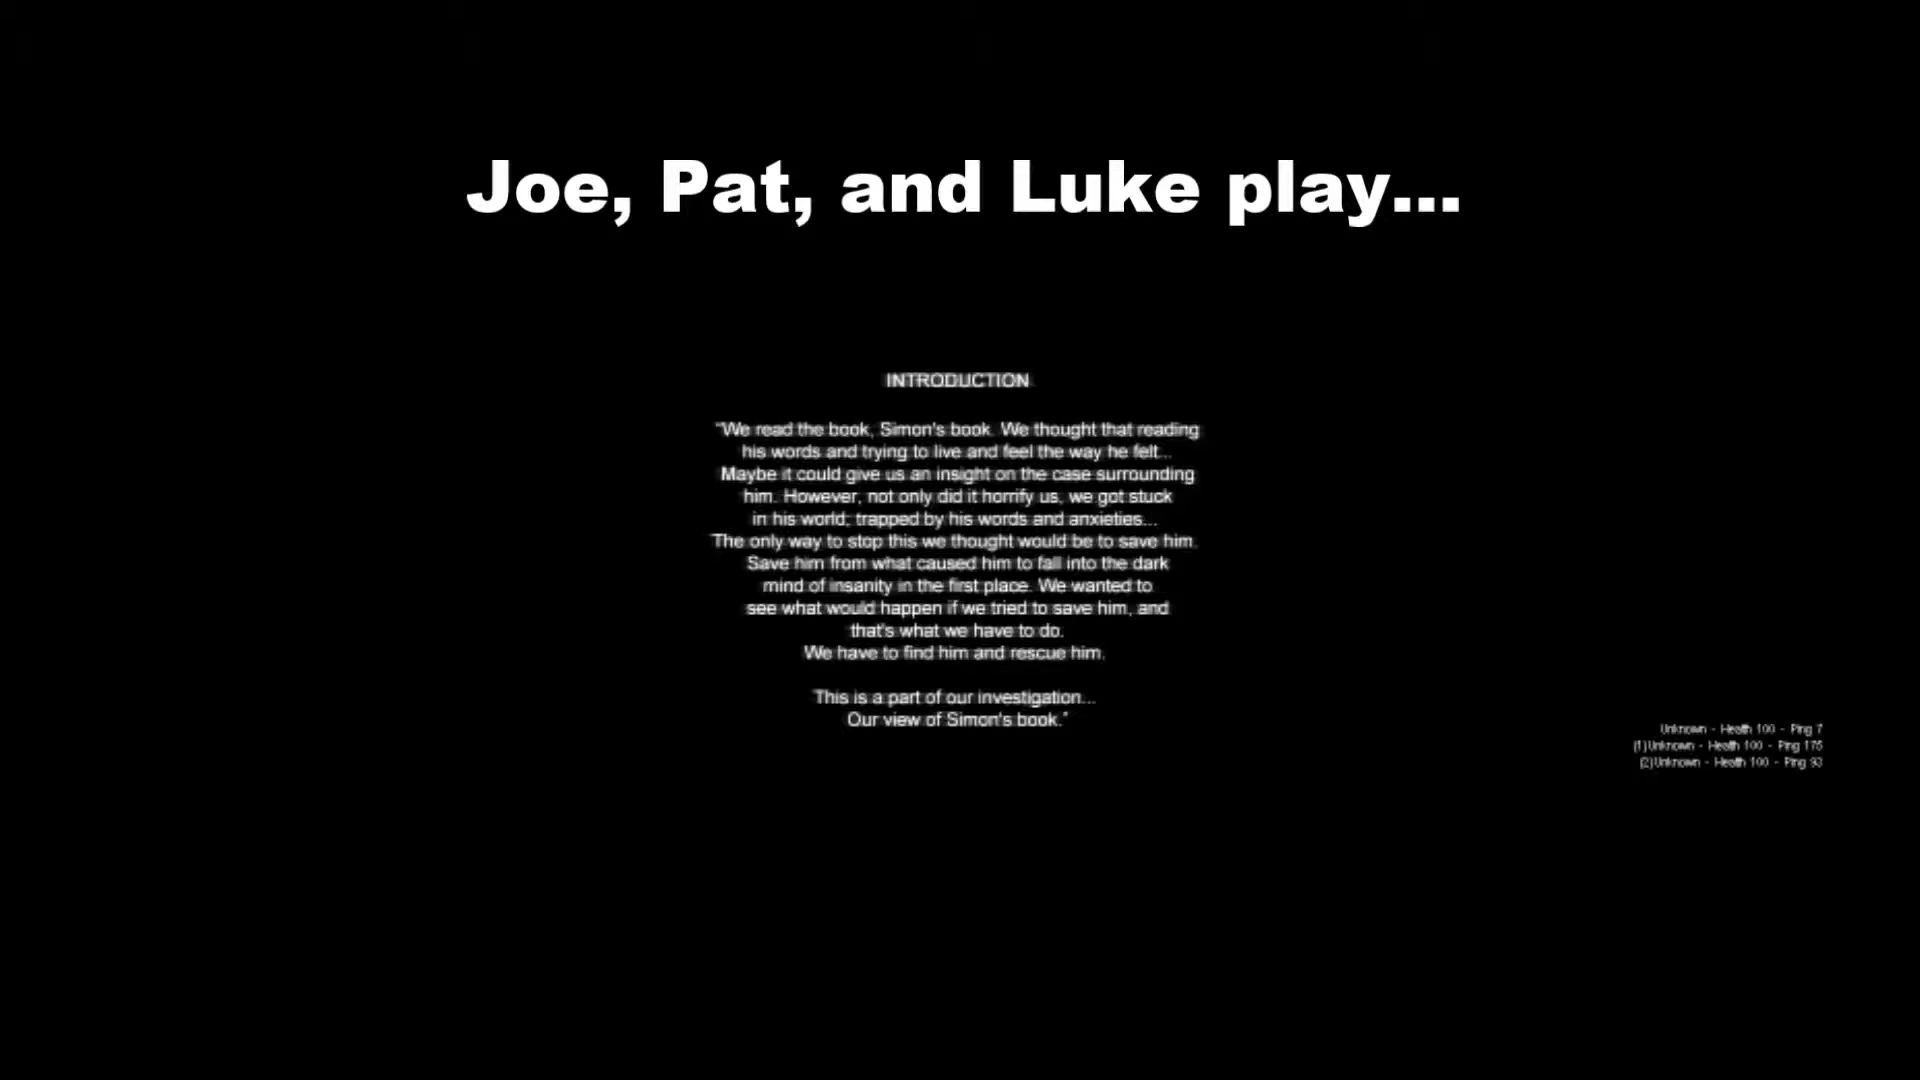 Joe, Pat, and Luke play...
INTRODUCTION
"We read the book, Simon's book. We thought that reading
his words and trying to live and feel the way he felt...
Maybe it could give us an insight on the case surrounding
him. However, not only did it horrify us, we got stuck
in his world; trapped by his words and anxieties...
The only way to stop this we thought would be to save him.
Save him from what caused him to fall into the dark
mind of insanity in the first place. We wanted to
see what would happen if we tried to save him, and
that's what we have to do.
We have to find him and rescue him.
This is a part of our investigation...
Our view of Simon's book."
Unknown - Health 100 - Ping 7
(1)Unknown - Health 100 - Ping 175
(2)Unknown - Health 100 - Ping 93